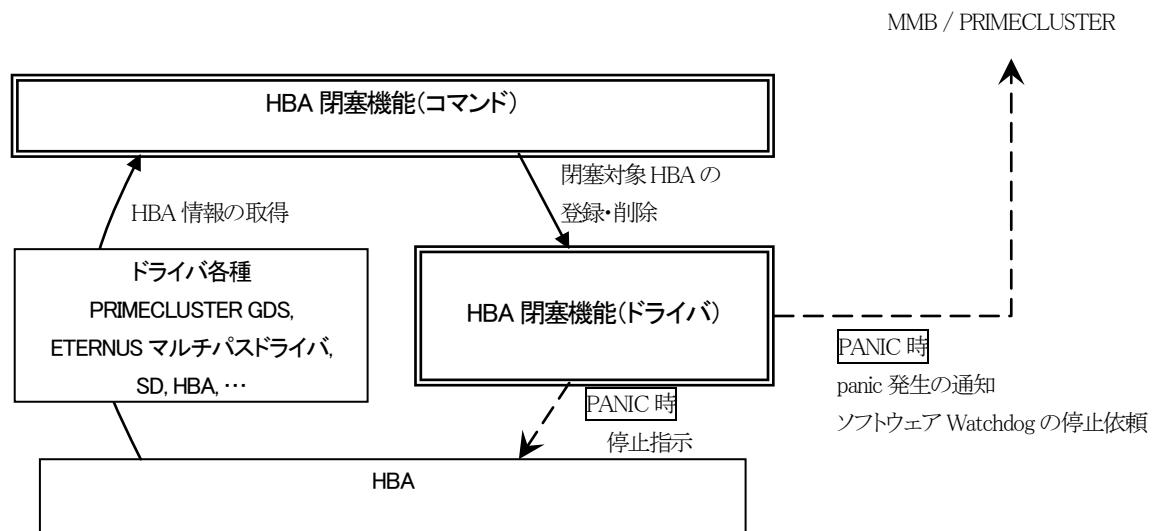 MMB / PRIMECLUSTER
HBA 閉塞機能(コマンド)
閉塞対象 HBA の
登録・削除
HBA 情報の取得
ドライバ各種
PRIMECLUSTER GDS,
ETERNUS マルチパスドライバ,
SD, HBA, …
HBA 閉塞機能(ドライバ)
PANIC 時
panic 発生の通知
ソフトウェア Watchdog の停止依頼
PANIC 時
停止指示
HBA